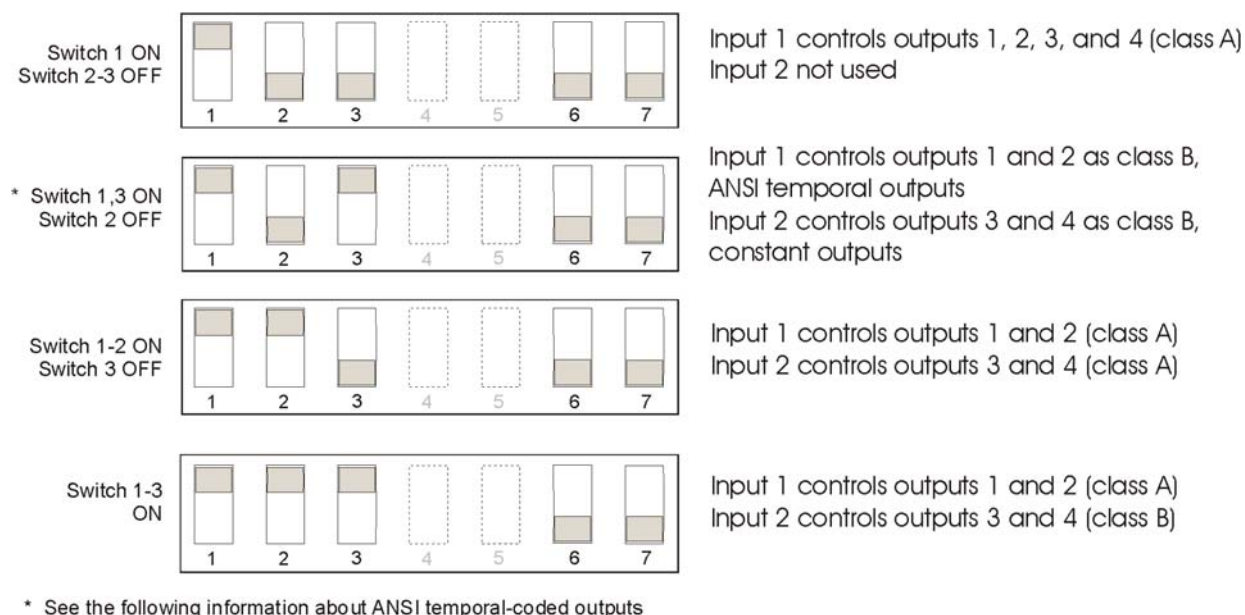 Switch 1 ON
Switch 2-3 OFF
1 2 3 4 5 6 7
Input 1 controls outputs 1, 2, 3, and 4 (class A)
Input 2 not used
* Switch 1,3 ON
Switch 2 OFF
1 2 3 4 5 6 7
Input 1 controls outputs 1 and 2 as class B,
ANSI temporal outputs
Input 2 controls outputs 3 and 4 as class B,
constant outputs
Switch 1-2 ON
Switch 3 OFF
1 2 3 4 5 6 7
Input 1 controls outputs 1 and 2 (class A)
Input 2 controls outputs 3 and 4 (class A)
Switch 1-3
ON
1 2 3 4 5 6 7
Input 1 controls outputs 1 and 2 (class A)
Input 2 controls outputs 3 and 4 (class B)
* See the following information about ANSI temporal-coded outputs